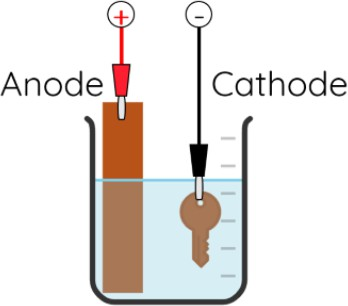 +
-
Anode
Cathode